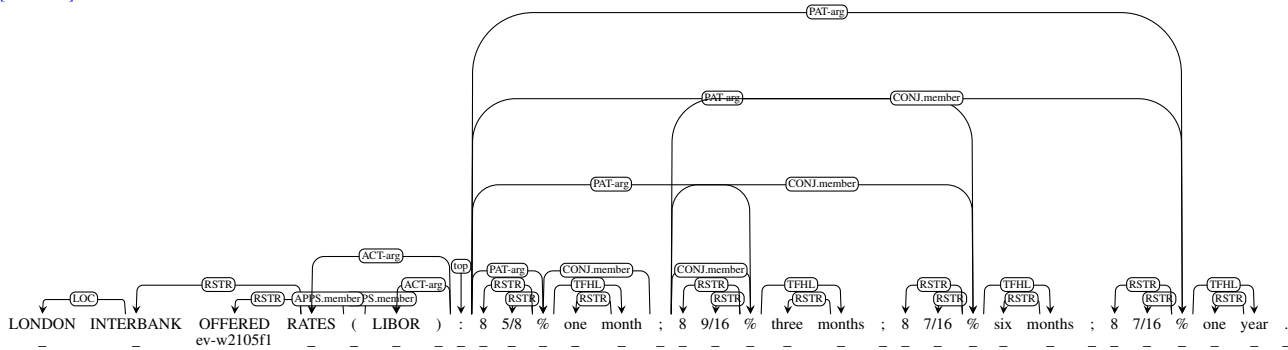 PAT-arg
PAT-arg CONJ.member
PAT-arg CONJ.member
ACT-arg
top
PAT-arg CONJ.member CONJ.member
RSTR ACT-arg RSTR TFHL RSTR TFHL RSTR TFHL RSTR TFHL
LOC RSTR APPS.member PS.member RSTR RSTR RSTR RSTR RSTR RSTR RSTR RSTR
LONDON INTERBANK OFFERED RATES ( LIBOR ) : 8 5/8 % one month ; 8 9/16 % three months ; 8 7/16 % six months ; 8 7/16 % one year .
_ _ ev-w2105f1 _ _ _ _ _ _ _ _ _ _ _ _ _ _ _ _ _ _ _ _ _ _ _ _ _ _ _ _